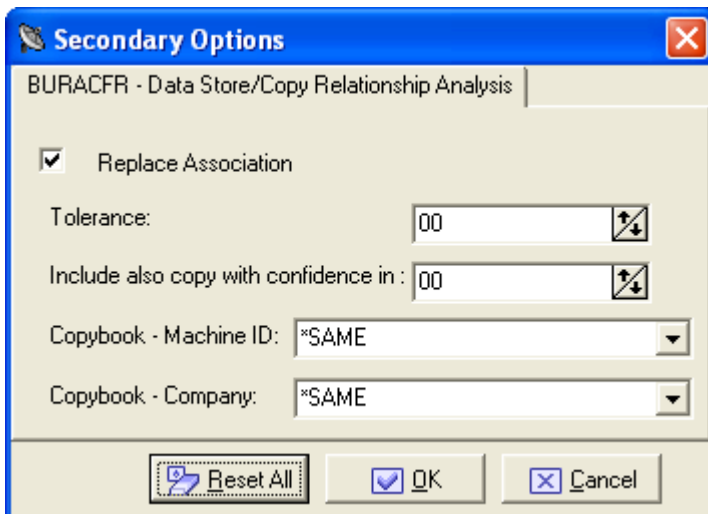 Secondary Options
BURACFR - Data Store/Copy Relationship Analysis
Replace Association
Tolerance: 00
Include also copy with confidence in : 00
Copybook - Machine ID: *SAME
Copybook - Company: *SAME
Reset All OK Cancel